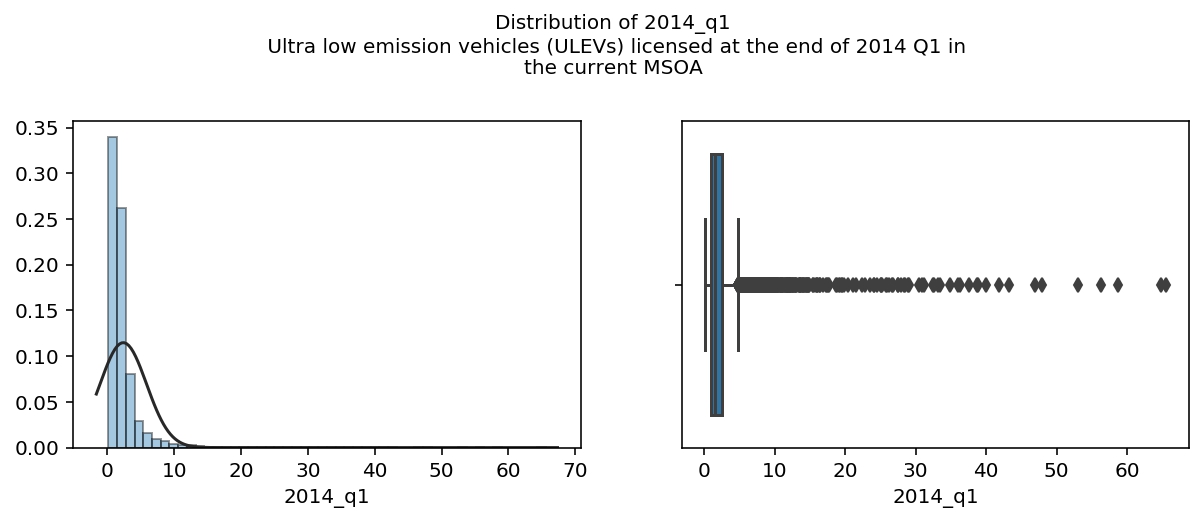 Distribution of 2014_q1
Ultra low emission vehicles (ULEVs) licensed at the end of 2014 Q1 in
the current MSOA
0.35
0.30
0.25
0.20
0.15
0.10
0.05
0.00
0 10 20 30 40 50 60 70
2014_q1
0 10 20 30 40 50 60
2014_q1